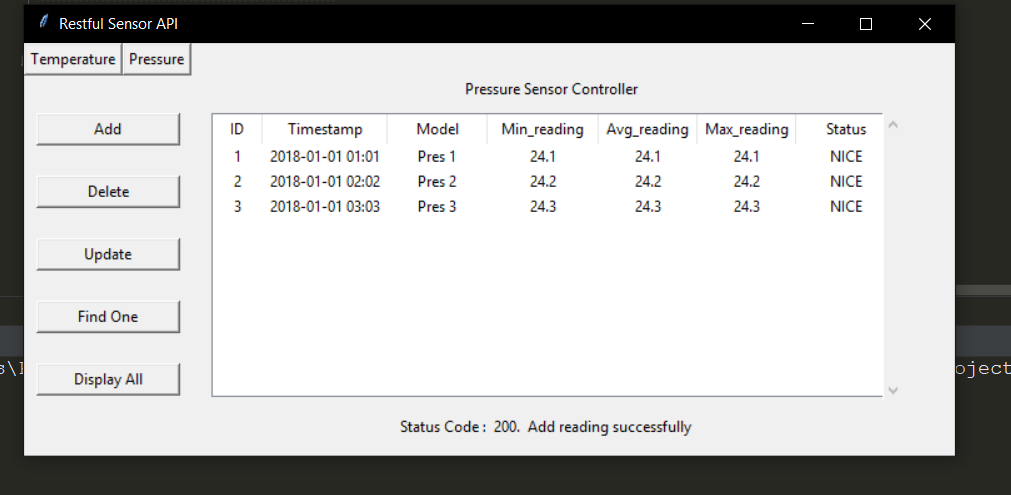 Restful Sensor API
Temperature Pressure
Pressure Sensor Controller
Add
Delete
Update
Find One
Display All
ID Timestamp Model Min_reading Avg_reading Max_reading Status
1 2018-01-01 01:01 Pres 1 24.1 24.1 24.1 NICE
2 2018-01-01 02:02 Pres 2 24.2 24.2 24.2 NICE
3 2018-01-01 03:03 Pres 3 24.3 24.3 24.3 NICE
Status Code : 200. Add reading successfully
oject